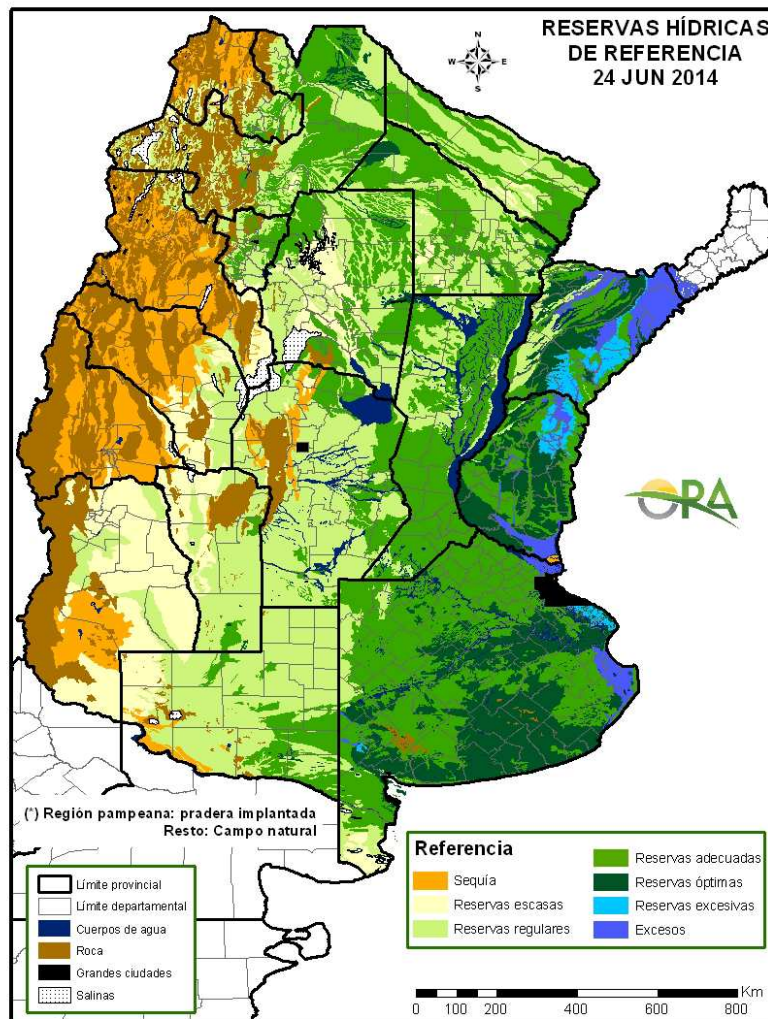 RESERVAS HÍDRICAS
DE REFERENCIA
24 JUN 2014
N
W E
S
ORA
(*) Región pampeana: pradera implantada
Resto: Campo natural
Límite provincial
Límite departamental
Cuerpos de agua
Roca
Grandes ciudades
Salinas
Referencia
Sequía
Reservas escasas
Reservas regulares
Reservas adecuadas
Reservas óptimas
Reservas excesivas
Excesos
Km
0 100 200 400 600 800